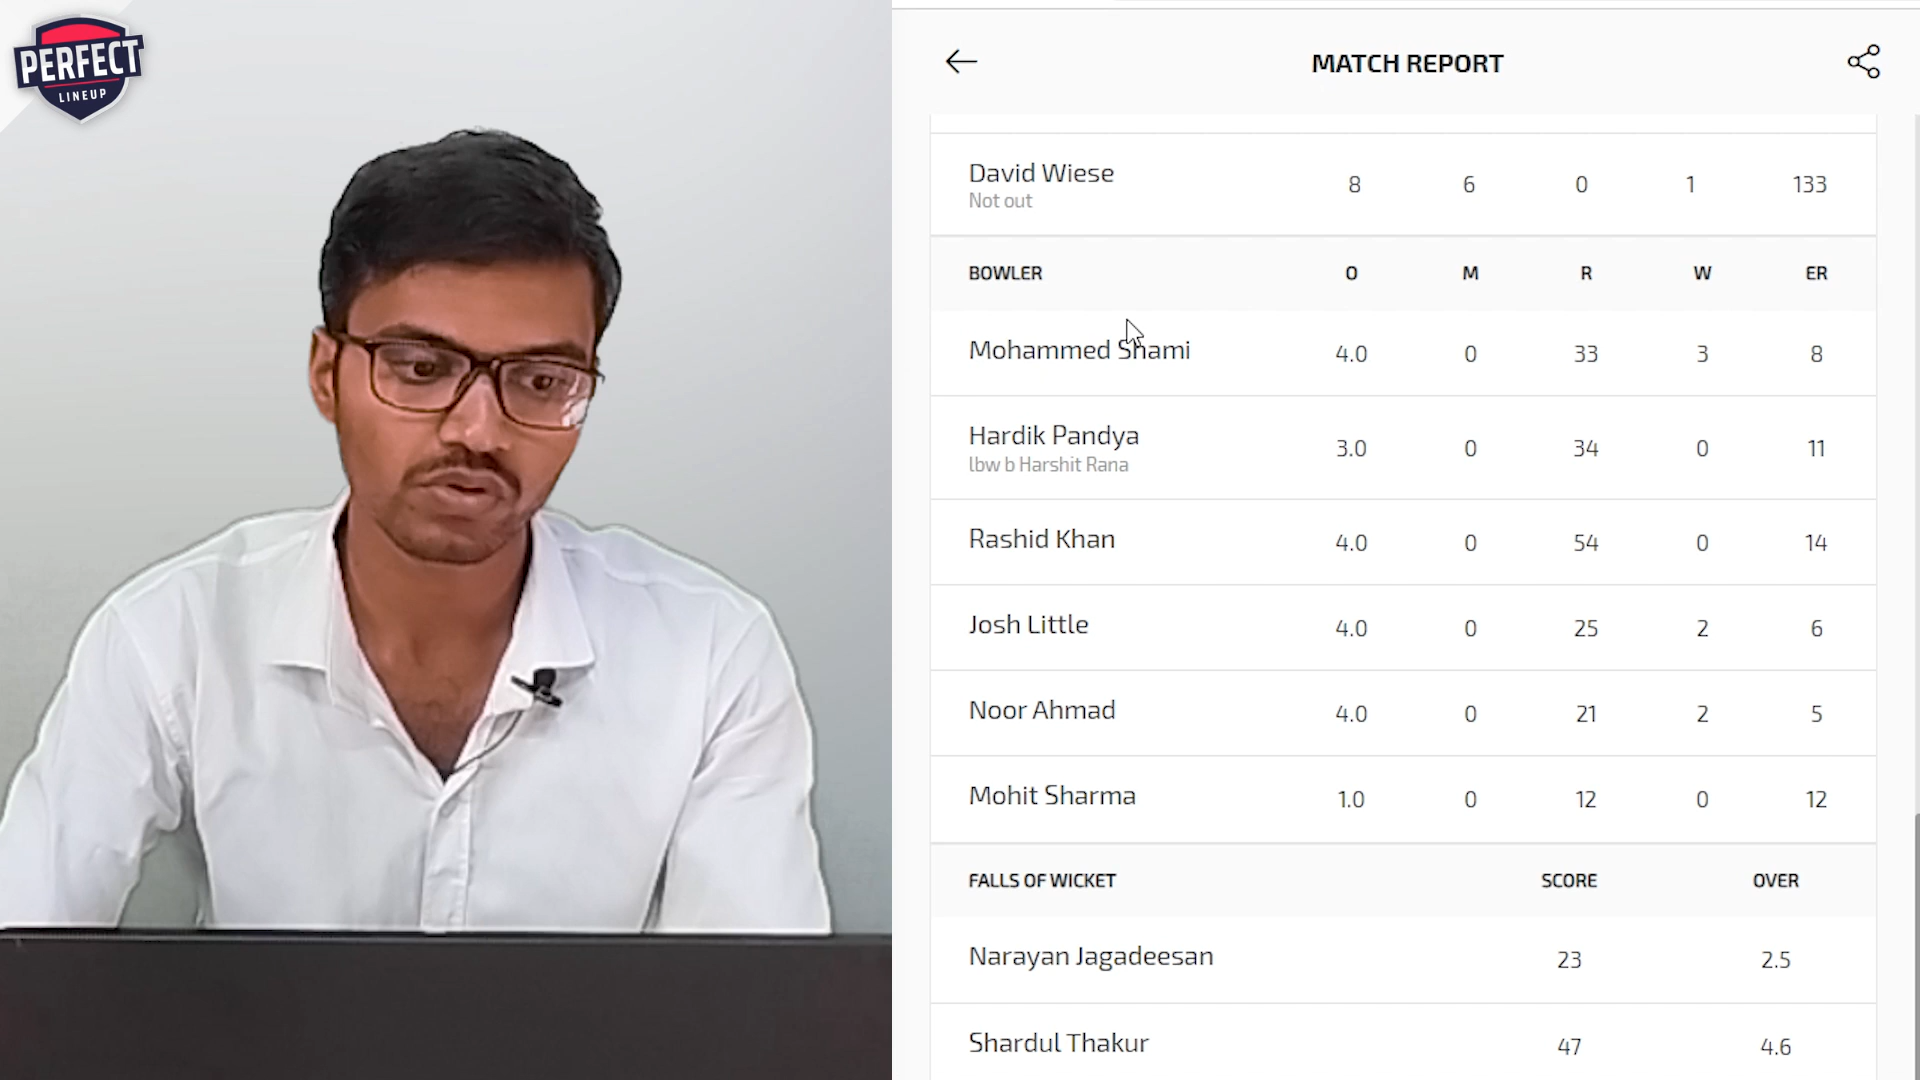 PERFECT
LINEUP
MATCH REPORT
David Wiese 8 6 0 1 133
Not out
BOWLER O M R W ER
Mohammed Shami 4.0 0 33 3 8
Hardik Pandya 3.0 0 34 0 11
lbw b Harshit Rana
Rashid Khan 4.0 0 54 0 14
Josh Little 4.0 0 25 2 6
Noor Ahmad 4.0 0 21 2 5
Mohit Sharma 1.0 0 12 0 12
FALLS OF WICKET SCORE OVER
Narayan Jagadeesan 23 2.5
Shardul Thakur 47 4.6